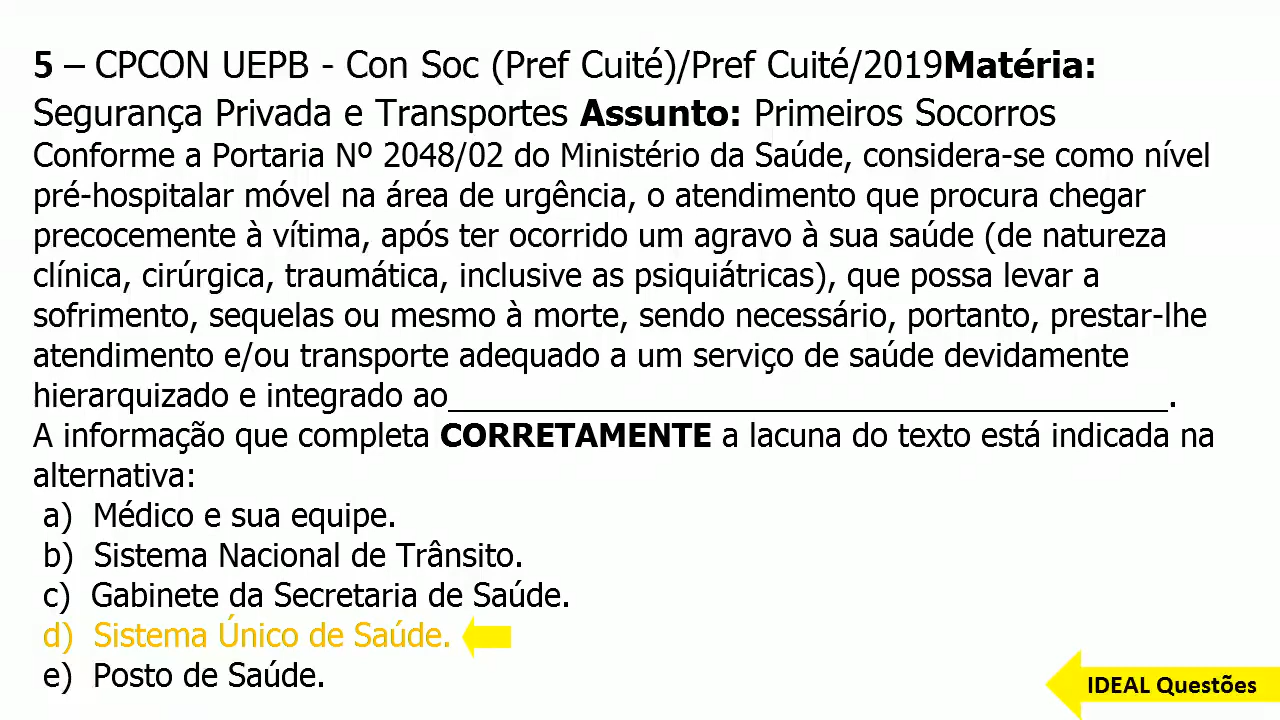 5 – CPCON UEPB - Con Soc (Pref Cuité)/Pref Cuité/2019Matéria:
Segurança Privada e Transportes Assunto: Primeiros Socorros
Conforme a Portaria Nº 2048/02 do Ministério da Saúde, considera-se como nível
pré-hospitalar móvel na área de urgência, o atendimento que procura chegar
precocemente à vítima, após ter ocorrido um agravo à sua saúde (de natureza
clínica, cirúrgica, traumática, inclusive as psiquiátricas), que possa levar a
sofrimento, sequelas ou mesmo à morte, sendo necessário, portanto, prestar-lhe
atendimento e/ou transporte adequado a um serviço de saúde devidamente
hierarquizado e integrado ao________________________________________.
A informação que completa CORRETAMENTE a lacuna do texto está indicada na
alternativa:
a) Médico e sua equipe.
b) Sistema Nacional de Trânsito.
c) Gabinete da Secretaria de Saúde.
d) Sistema Único de Saúde.
e) Posto de Saúde.
IDEAL Questões